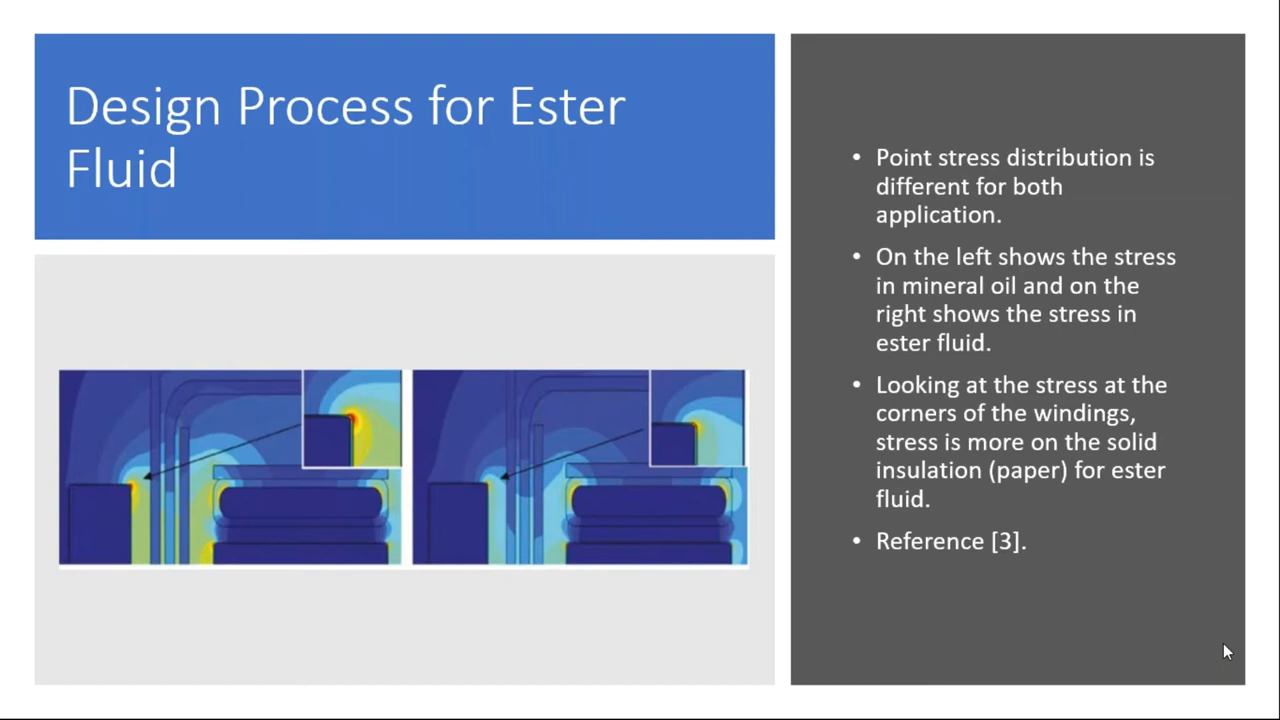 Design Process for Ester
Fluid
• Point stress distribution is
different for both
application.
• On the left shows the stress
in mineral oil and on the
right shows the stress in
ester fluid.
• Looking at the stress at the
corners of the windings,
stress is more on the solid
insulation (paper) for ester
fluid.
• Reference [3].